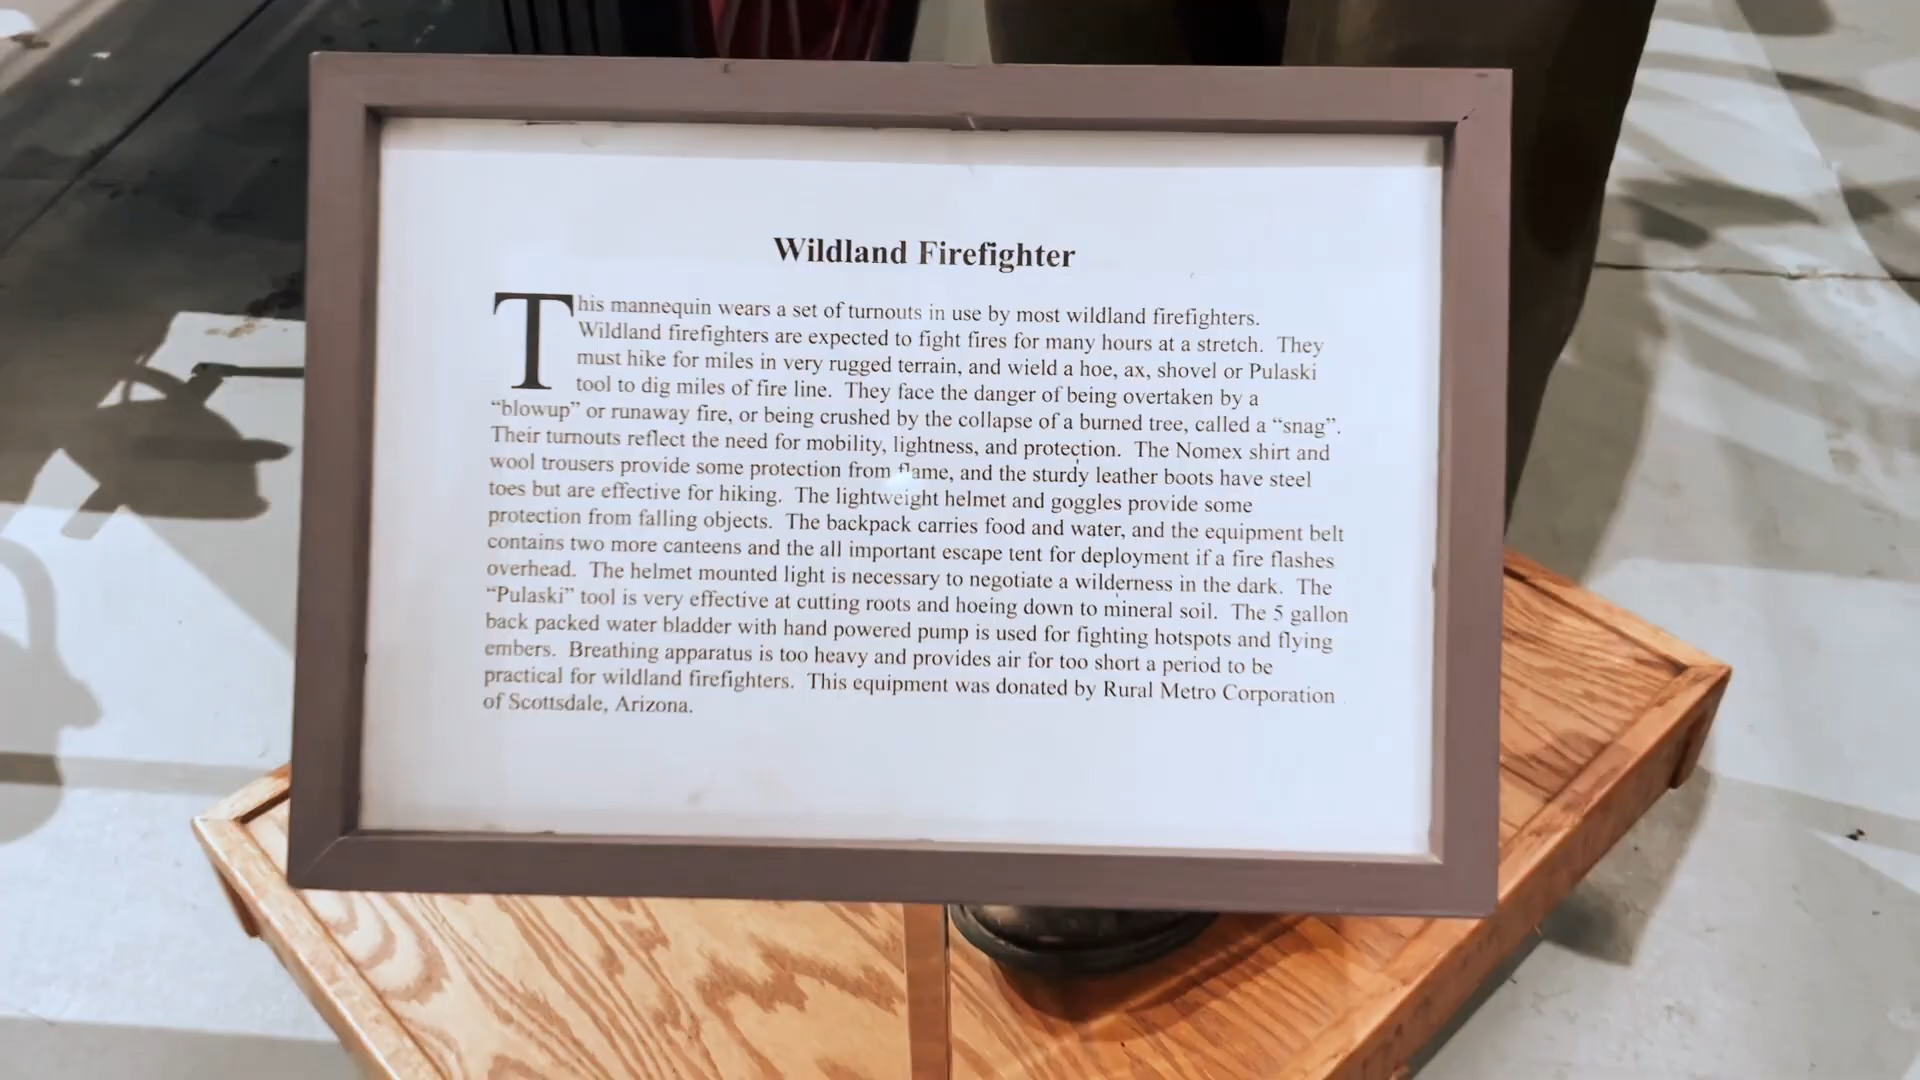 Wildland Firefighter
This mannequin wears a set of turnouts in use by most wildland firefighters.
Wildland firefighters are expected to fight fires for many hours at a stretch. They
must hike for miles in very rugged terrain, and wield a hoe, ax, shovel or Pulaski
tool to dig miles of fire line. They face the danger of being overtaken by a
“blowup” or runaway fire, or being crushed by the collapse of a burned tree, called a “snag”.
Their turnouts reflect the need for mobility, lightness, and protection. The Nomex shirt and
wool trousers provide some protection from flame, and the sturdy leather boots have steel
toes but are effective for hiking. The lightweight helmet and goggles provide some
protection from falling objects. The backpack carries food and water, and the equipment belt
contains two more canteens and the all important escape tent for deployment if a fire flashes
overhead. The helmet mounted light is necessary to negotiate a wilderness in the dark. The
“Pulaski” tool is very effective at cutting roots and hoeing down to mineral soil. The 5 gallon
back packed water bladder with hand powered pump is used for fighting hotspots and flying
embers. Breathing apparatus is too heavy and provides air for too short a period to be
practical for wildland firefighters. This equipment was donated by Rural Metro Corporation
of Scottsdale, Arizona.